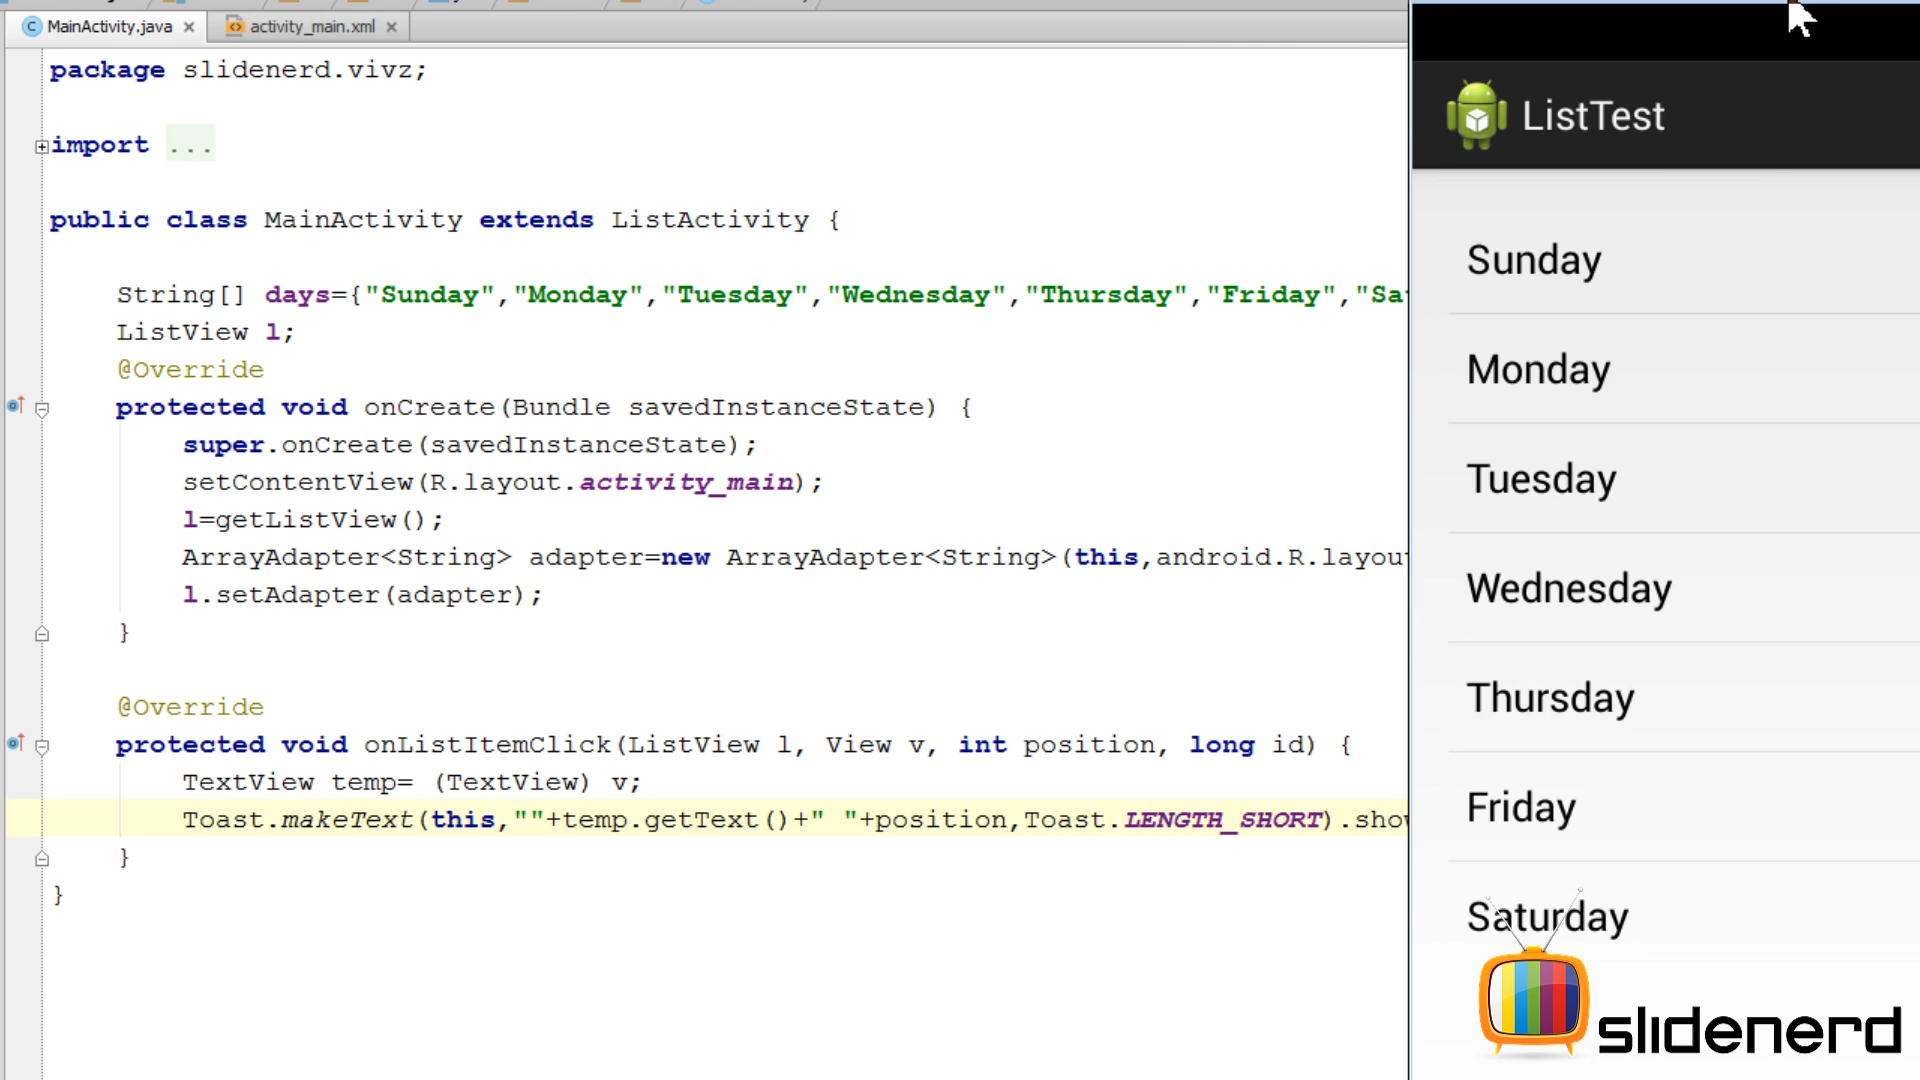 MainActivity.java
activity_main.xml
package slidenerd.vivz;
import ...
public class MainActivity extends ListActivity {
String[] days={"Sunday","Monday","Tuesday","Wednesday","Thursday","Friday","Sa
ListView l;
@Override
protected void onCreate(Bundle savedInstanceState) {
super.onCreate(savedInstanceState);
setContentView(R.layout.activity_main);
l=getListView();
ArrayAdapter<String> adapter=new ArrayAdapter<String>(this,android.R.layou
l.setAdapter(adapter);
}
@Override
protected void onListItemClick(ListView l, View v, int position, long id) {
TextView temp= (TextView) v;
Toast.makeText(this,""+temp.getText()+" "+position,Toast.LENGTH_SHORT).show
}
}
ListTest
Sunday
Monday
Tuesday
Wednesday
Thursday
Friday
Saturday
slidenerd